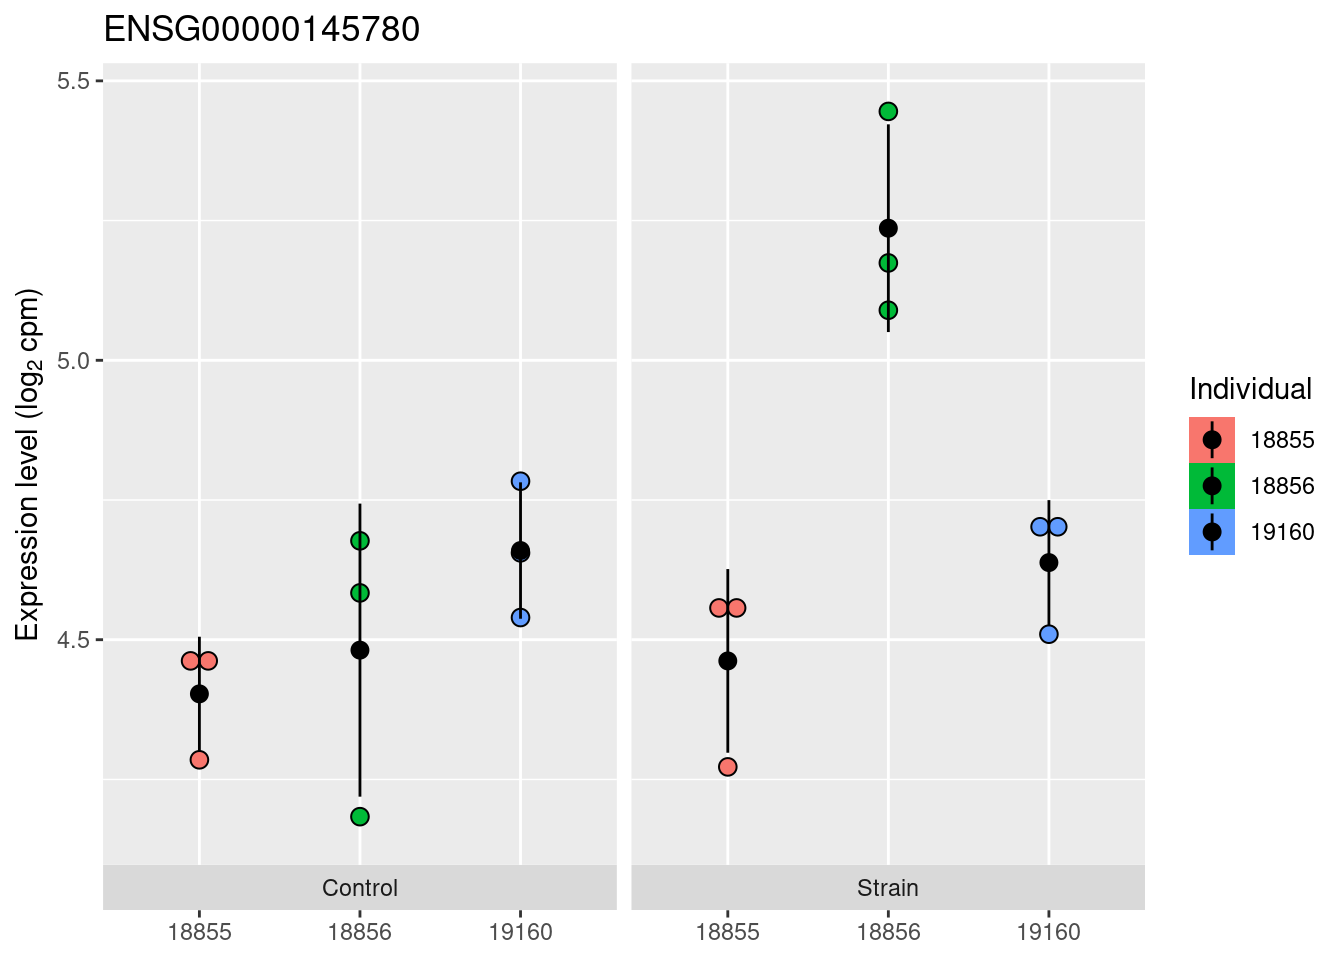 ENSG00000145780
Expression level (log2 cpm)
5.5
5.0
4.5
Control
Strain
18855
18856
19160
18855
18856
19160
Individual
18855
18856
19160